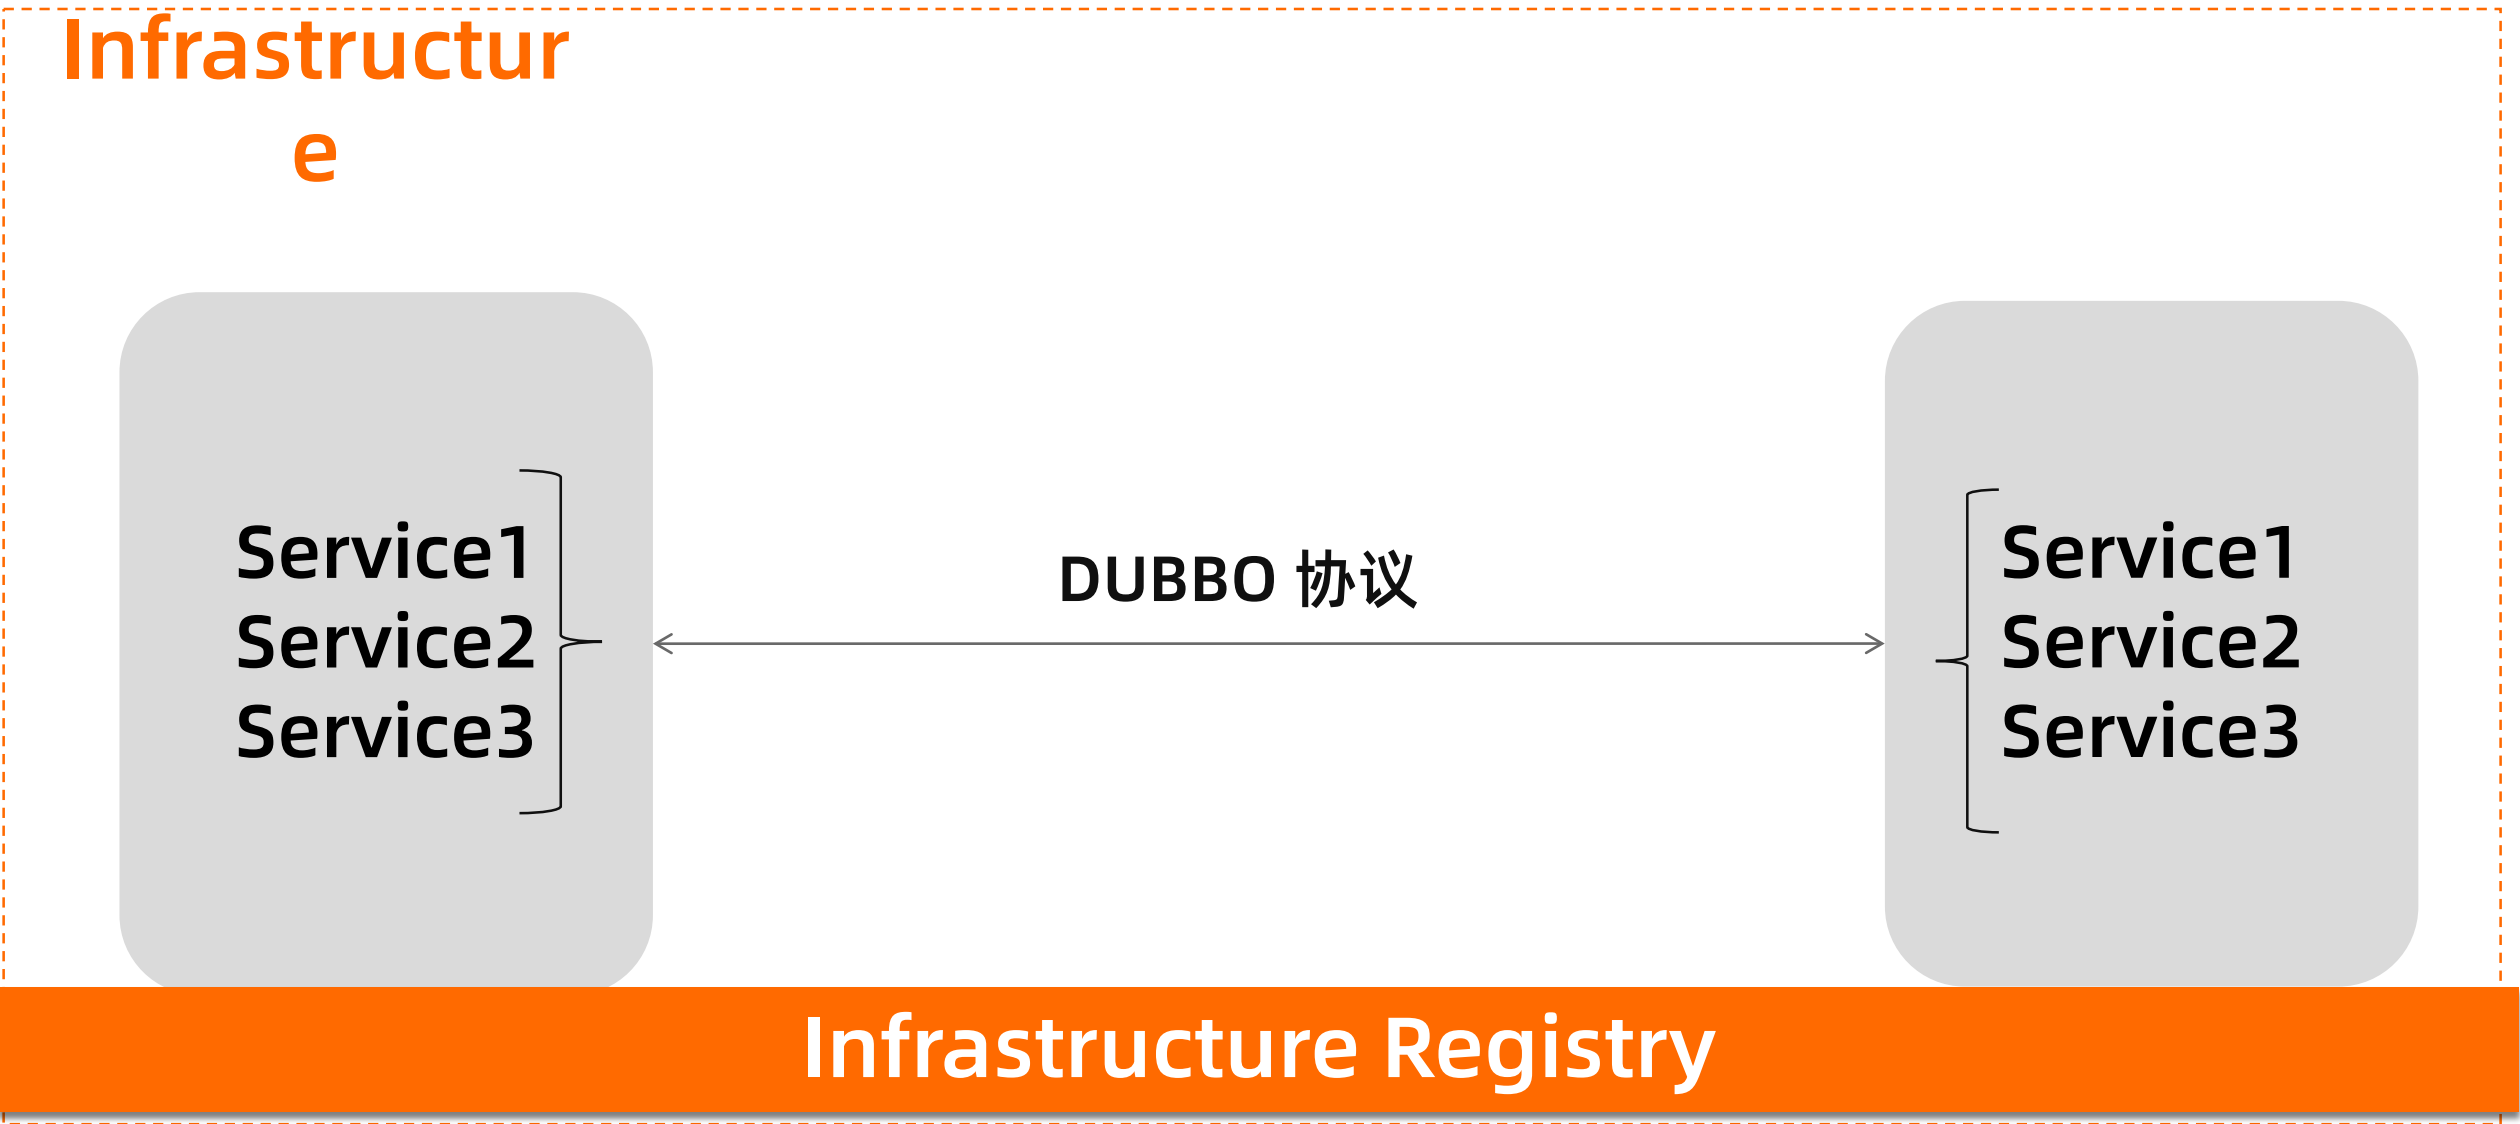 Infrastructur
e
Service1
Service2
Service3
DUBBO 协议
Service1
Service2
Service3
Infrastructure Registry